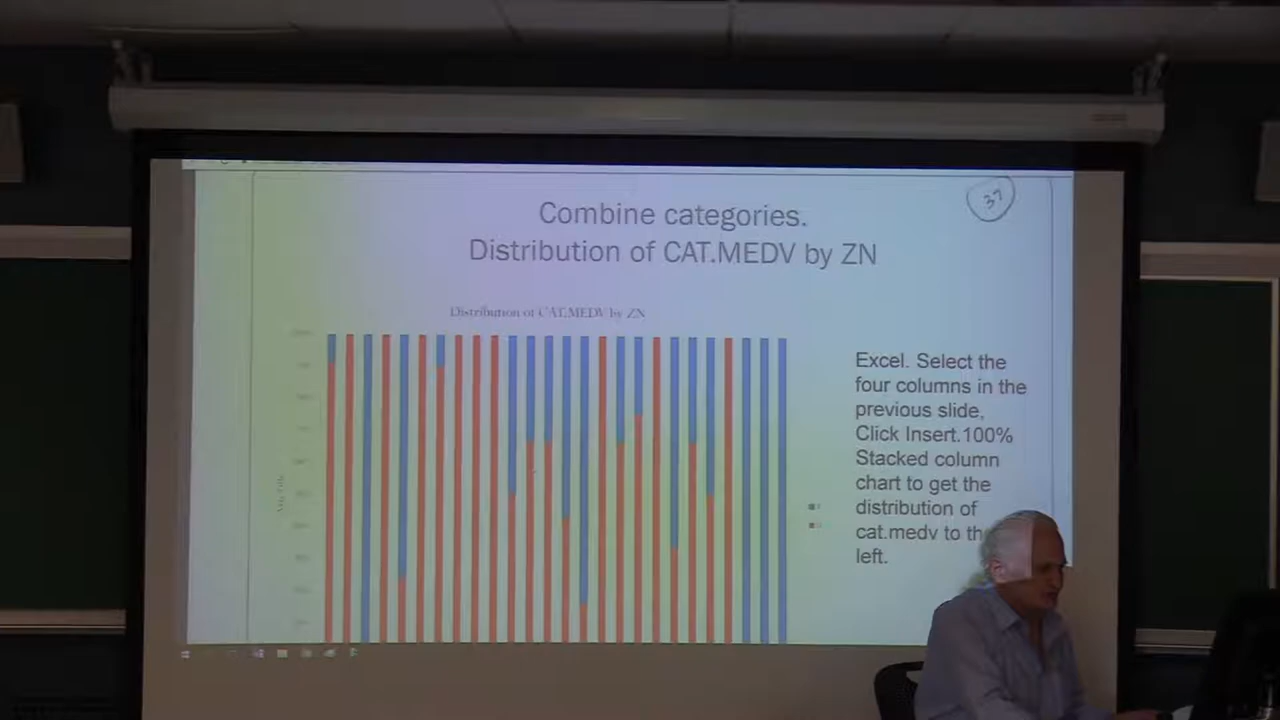 37
Combine categories.
Distribution of CAT.MEDV by ZN
Distribution of CAT.MEDV by ZN
Excel. Select the
four columns in the
previous slide,
Click Insert.100%
Stacked column
chart to get the
distribution of
cat.medv to the
left.